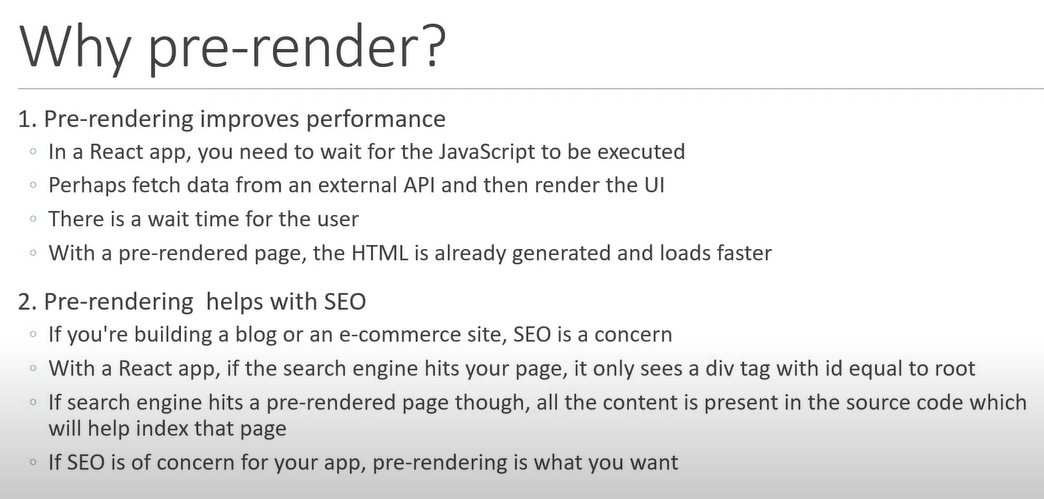 Why pre-render?
1. Pre-rendering improves performance
◦ In a React app, you need to wait for the JavaScript to be executed
◦ Perhaps fetch data from an external API and then render the UI
◦ There is a wait time for the user
◦ With a pre-rendered page, the HTML is already generated and loads faster
2. Pre-rendering  helps with SEO
◦ If you're building a blog or an e-commerce site, SEO is a concern
◦ With a React app, if the search engine hits your page, it only sees a div tag with id equal to root
◦ If search engine hits a pre-rendered page though, all the content is present in the source code which
will help index that page
◦ If SEO is of concern for your app, pre-rendering is what you want